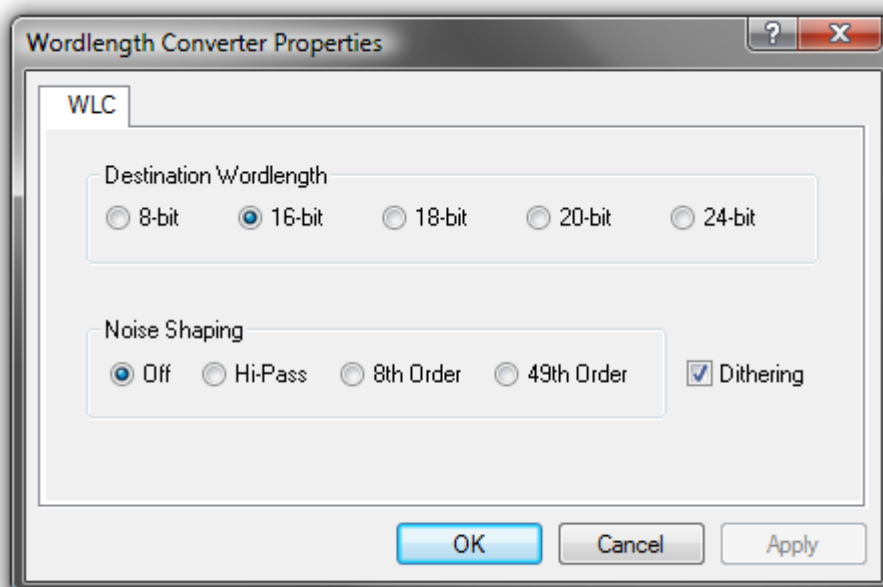 Wordlength Converter Properties ?
WLC
Destination Wordlength
8-bit 16-bit 18-bit 20-bit 24-bit
Noise Shaping
Off Hi-Pass 8th Order 49th Order Dithering
OK Cancel Apply